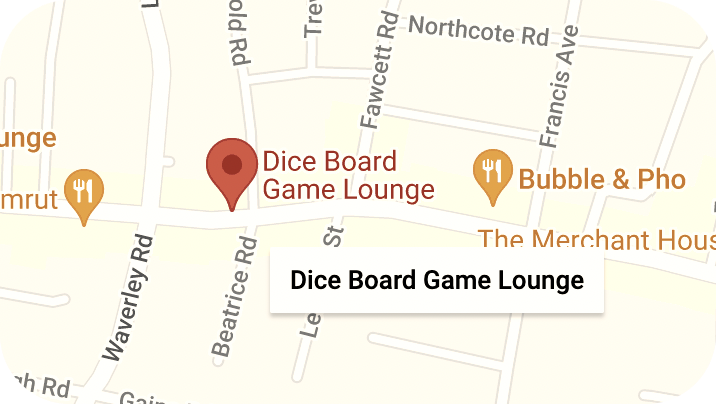 Northcote Rd
Fawcett Rd
Francis Ave
Dice Board
Game Lounge
Bubble & Pho
The Merchant Hous
Waverley Rd
Beatrice Rd
St
Dice Board Game Lounge